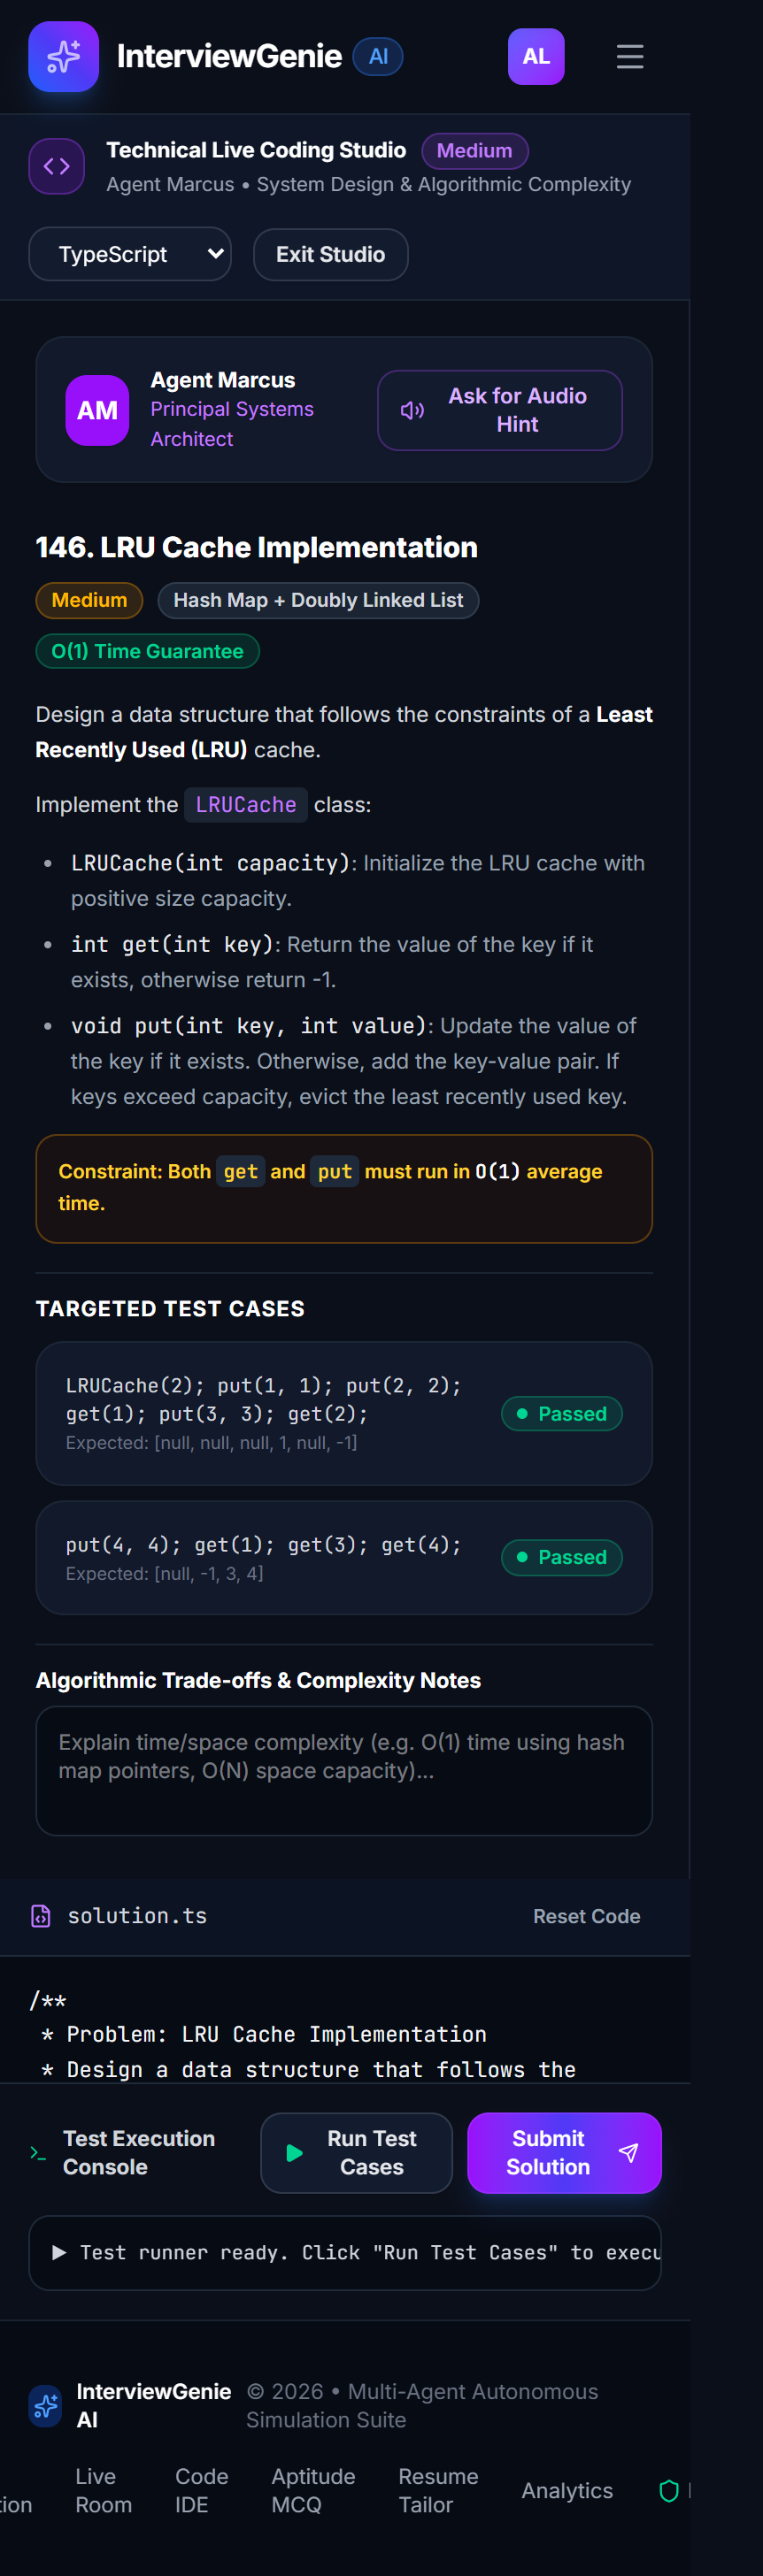 InterviewGenie AI
AL
Technical Live Coding Studio Medium
Agent Marcus • System Design & Algorithmic Complexity
TypeScript
Exit Studio
AM
Agent Marcus
Principal Systems
Architect
Ask for Audio
Hint
146. LRU Cache Implementation
Medium
Hash Map + Doubly Linked List
O(1) Time Guarantee
Design a data structure that follows the constraints of a Least
Recently Used (LRU) cache.
Implement the LRUCache class:
• LRUCache(int capacity): Initialize the LRU cache with
positive size capacity.
• int get(int key): Return the value of the key if it
exists, otherwise return -1.
• void put(int key, int value): Update the value of
the key if it exists. Otherwise, add the key-value pair. If
keys exceed capacity, evict the least recently used key.
Constraint: Both get and put must run in O(1) average
time.
TARGETED TEST CASES
LRUCache(2); put(1, 1); put(2, 2);
get(1); put(3, 3); get(2);
Expected: [null, null, null, 1, null, -1]
Passed
put(4, 4); get(1); get(3); get(4);
Expected: [null, -1, 3, 4]
Passed
Algorithmic Trade-offs & Complexity Notes
Explain time/space complexity (e.g. O(1) time using hash
map pointers, O(N) space capacity)...
solution.ts
Reset Code
/**
* Problem: LRU Cache Implementation
* Design a data structure that follows the
Test Execution
Console
Run Test
Cases
Submit
Solution
▶ Test runner ready. Click "Run Test Cases" to execu
InterviewGenie
AI
© 2026 • Multi-Agent Autonomous
Simulation Suite
tion
Live
Room
Code
IDE
Aptitude
MCQ
Resume
Tailor
Analytics